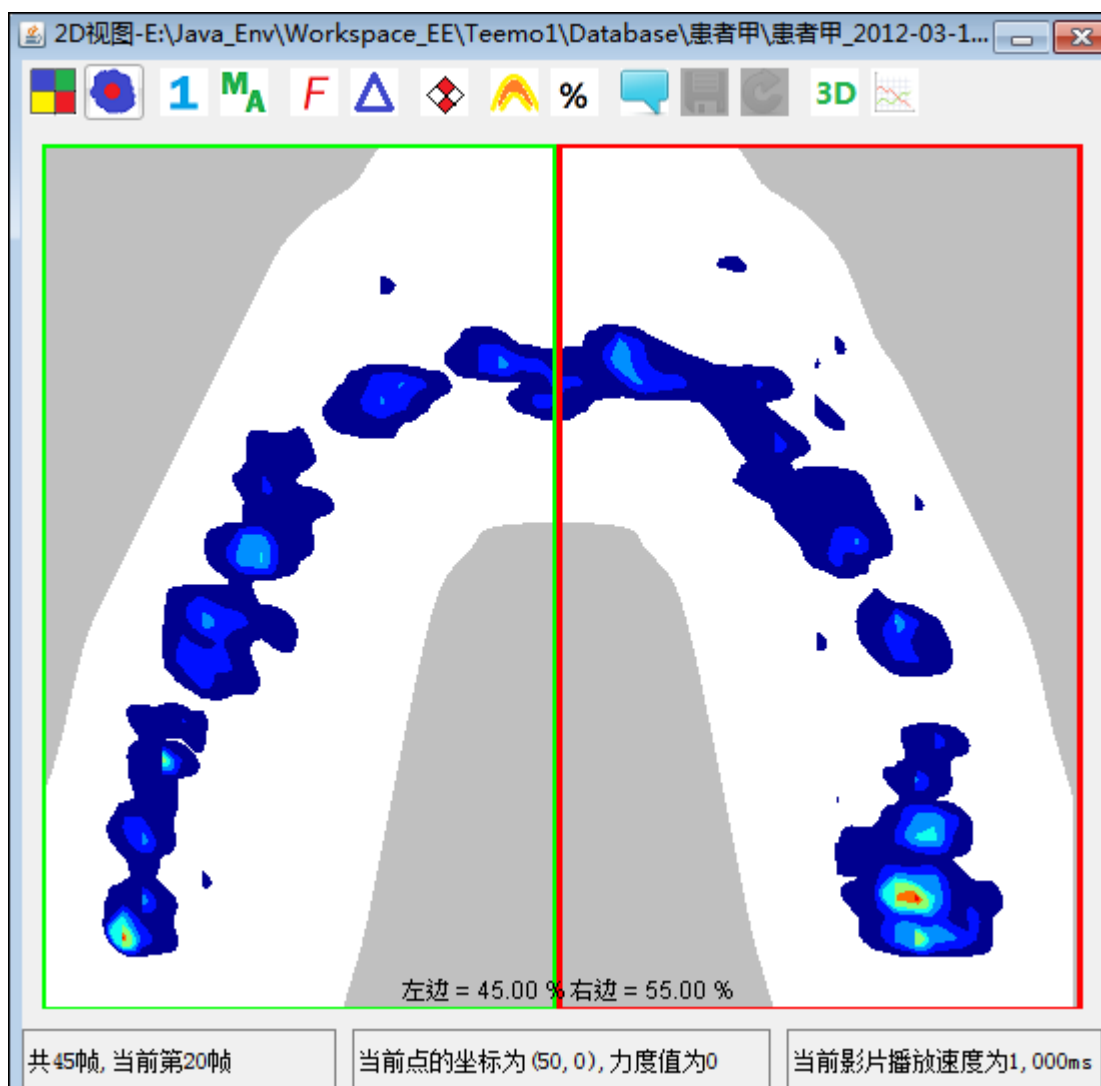 2D视图-E:\Java_Env\Workspace_EE\Teemo1\Database\患者甲\患者甲_2012-03-1...
1 MA F % 3D
左边 = 45.00 % 右边 = 55.00 %
共45帧,当前第20帧 当前点的坐标为(50,0),力度值为0 当前影片播放速度为1,000ms